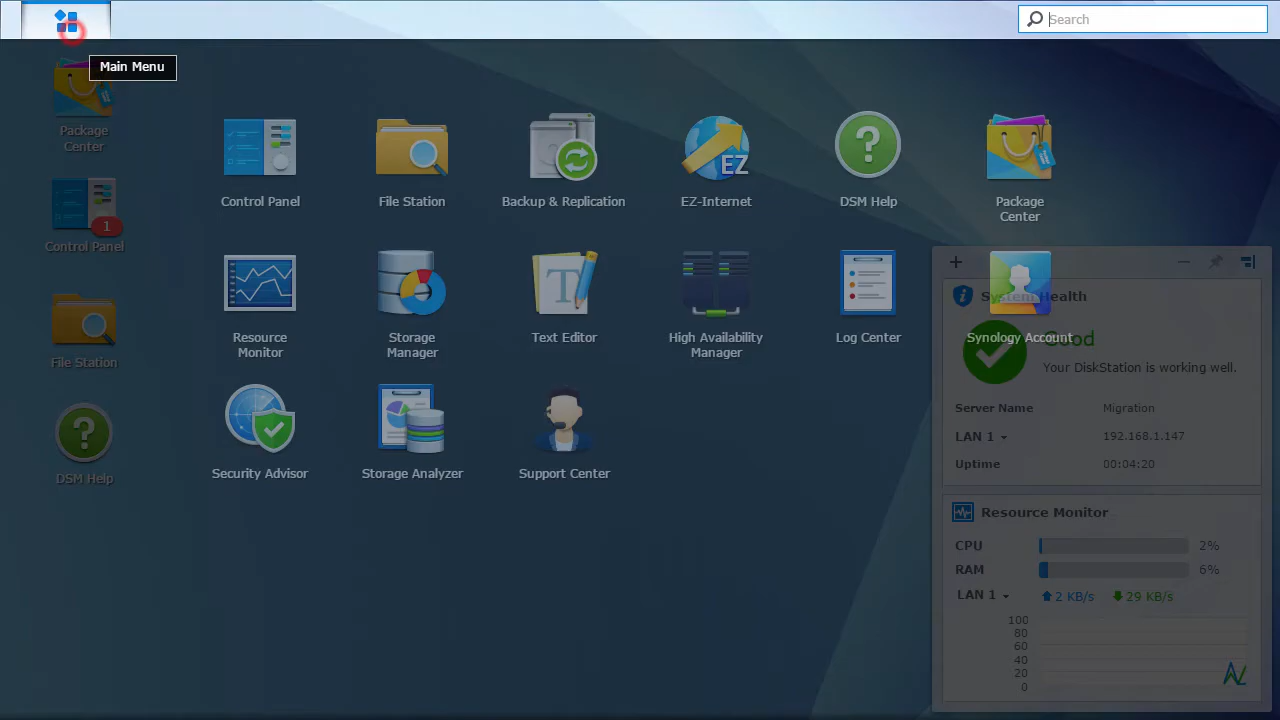 Search
Main Menu
Package
Center
Control Panel
1
File Station
DSM Help
Control Panel
File Station
Backup & Replication
EZ
EZ-Internet
DSM Help
Package
Center
Resource
Monitor
Storage
Manager
T
Text Editor
High Availability
Manager
Log Center
Synology Account
Security Advisor
Storage Analyzer
Support Center
System Health
Good
Your DiskStation is working well.
Server Name Migration
LAN 1 192.168.1.147
Uptime 00:04:20
Resource Monitor
CPU 2%
RAM 6%
LAN 1 2 KB/s 29 KB/s
100
80
60
40
20
0